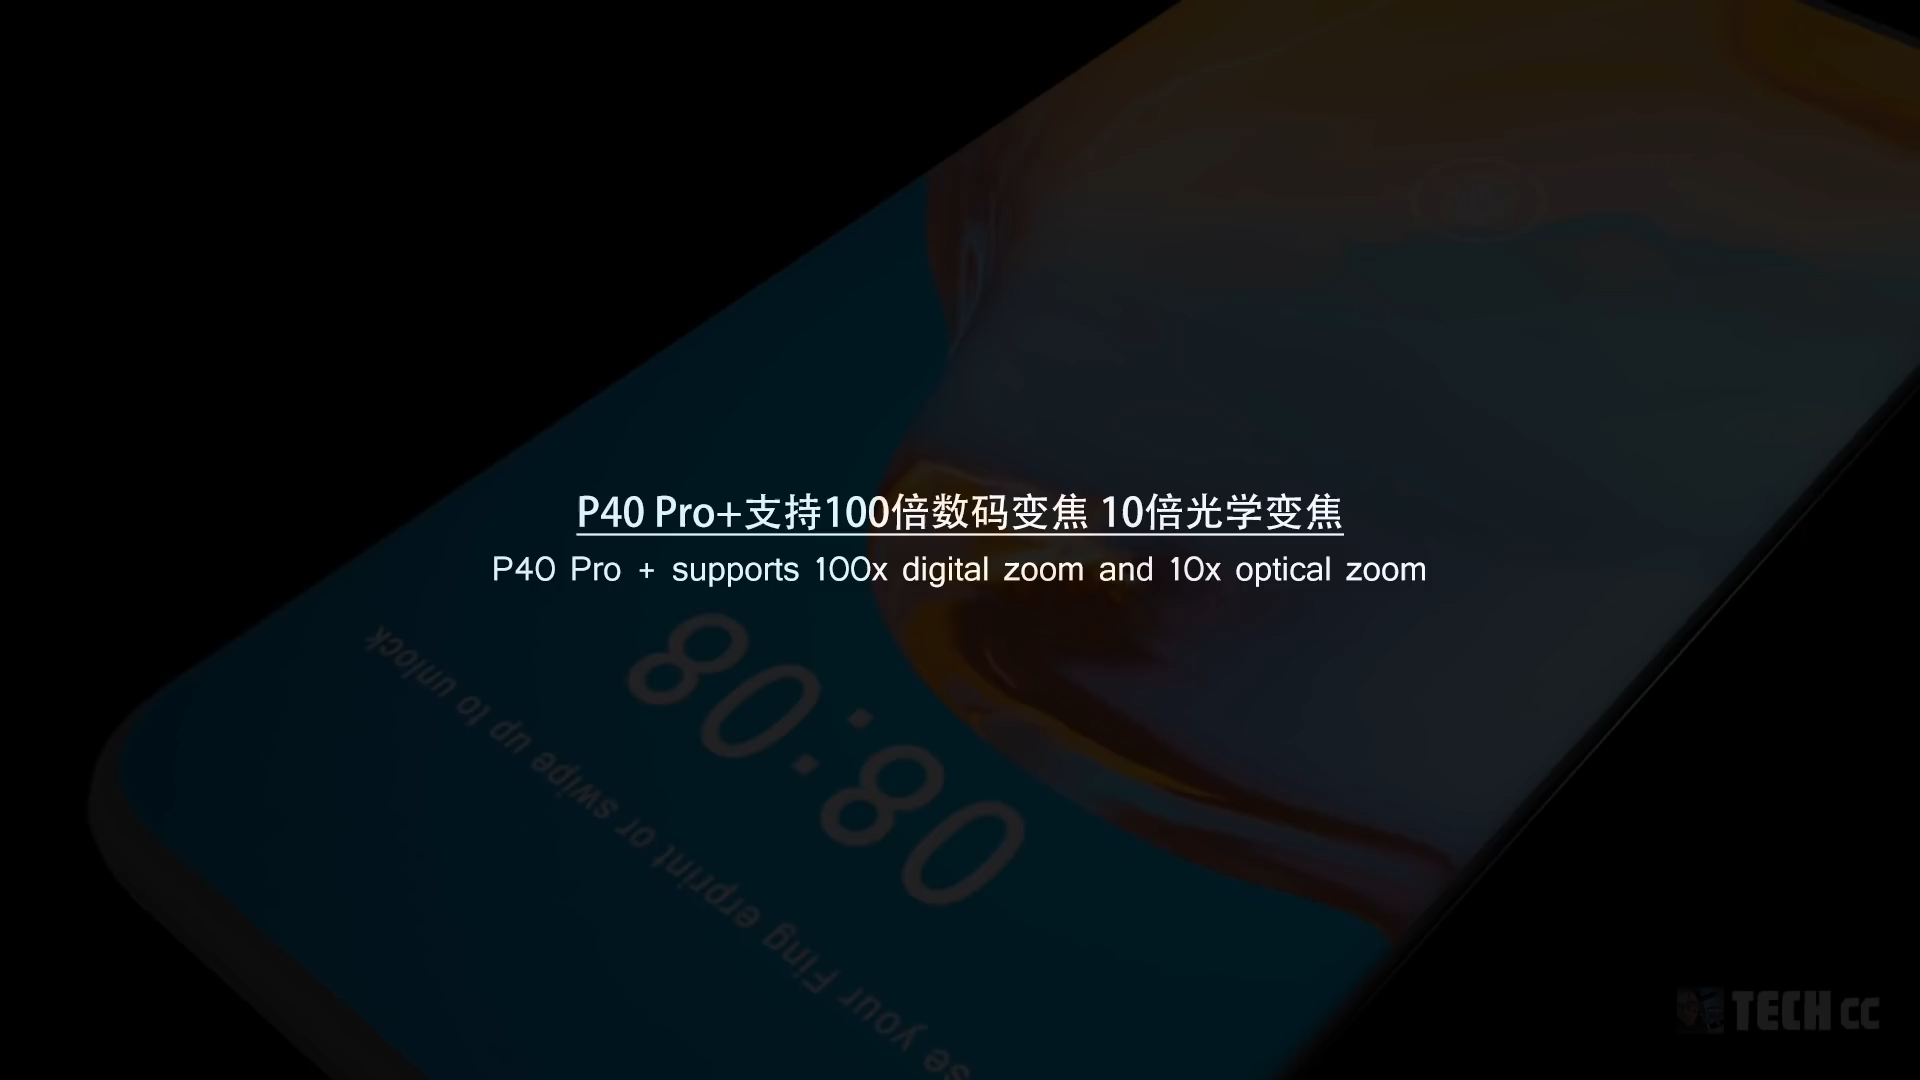 P40 Pro+支持100倍数码变焦 10倍光学变焦
P40 Pro + supports 100x digital zoom and 10x optical zoom
08:08
se your Fing erprint or swipe up to unlock
TECH CC